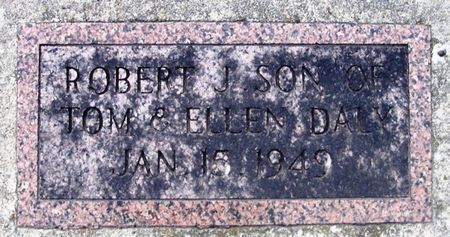 ROBERT J. SON OF
TOM & ELLEN DALY
JAN. 15, 1949